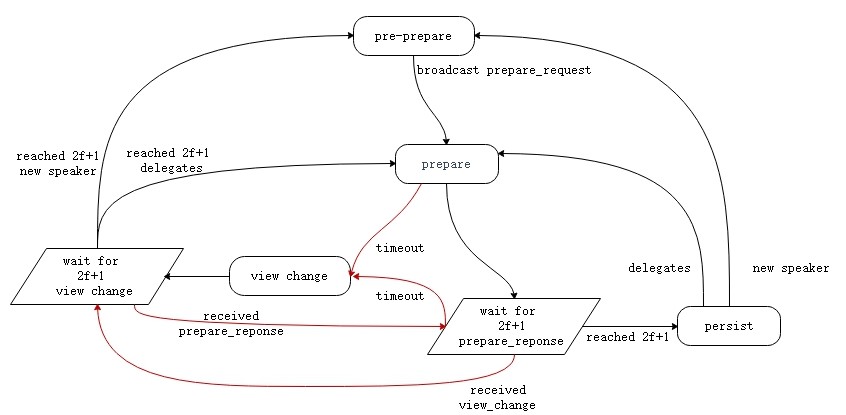 pre-prepare
broadcast prepare_request
reached 2f+1
new speaker
reached 2f+1
delegates
prepare
timeout
wait for
2f+1
view change
view change
timeout
delegates
new speaker
received
prepare_reponse
wait for
2f+1
prepare_reponse
reached 2f+1
persist
received
view_change